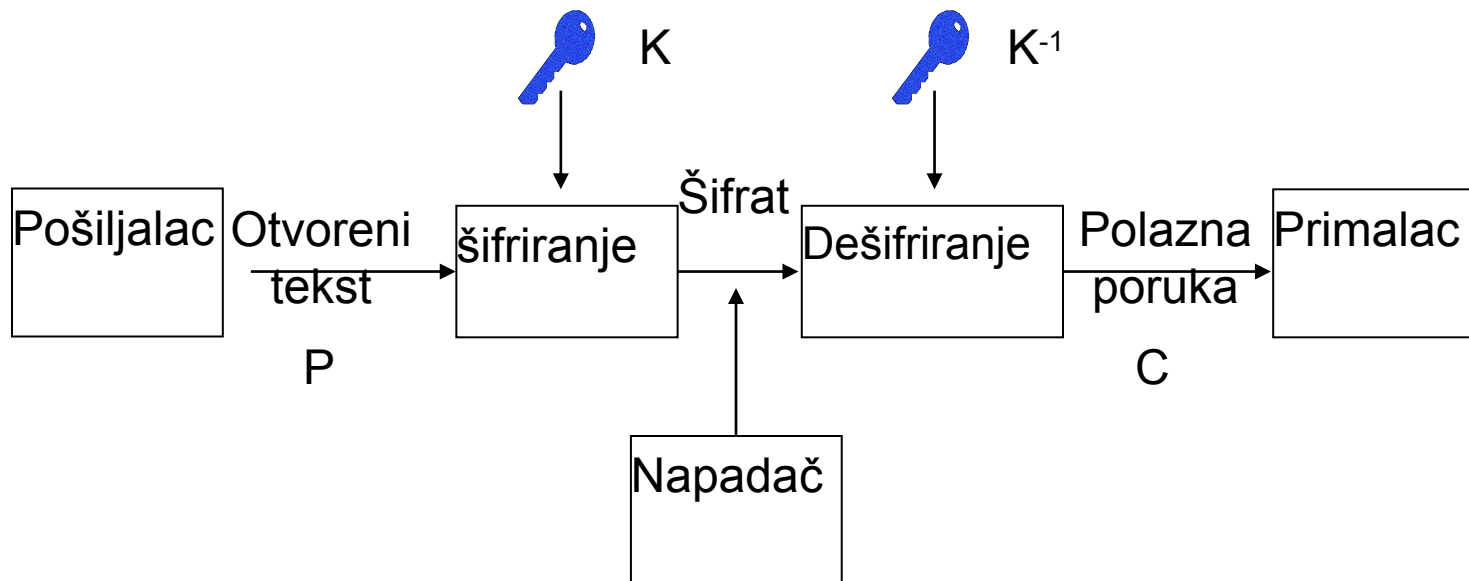 K
K-1
Pošiljalac
Otvoreni
tekst
P
šifriranje
Šifrat
Dešifriranje
Polazna
poruka
C
Primalac
Napadač